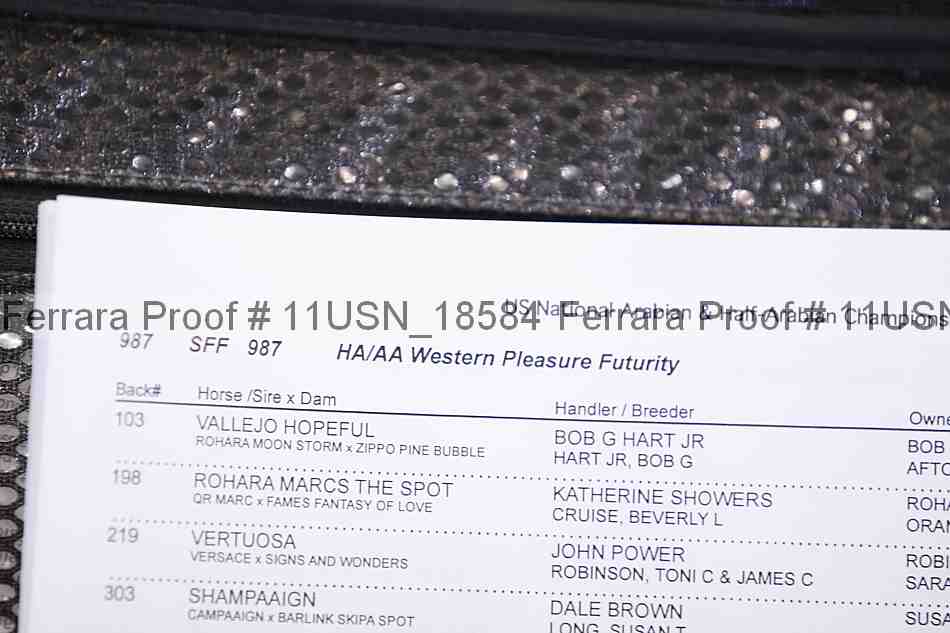 US National Arabian & Half-Arabian Champions
Ferrara Proof # 11USN_18584 Ferrara Proof # 11USN
987 SFF 987 HA/AA Western Pleasure Futurity
Back# Horse /Sire x Dam Handler / Breeder Owne
103 VALLEJO HOPEFUL BOB G HART JR BOB
ROHARA MOON STORM x ZIPPO PINE BUBBLE HART JR, BOB G AFTO
198 ROHARA MARCS THE SPOT KATHERINE SHOWERS ROHA
QR MARC x FAMES FANTASY OF LOVE CRUISE, BEVERLY L ORAN
219 VERTUOSA JOHN POWER ROBI
VERSACE x SIGNS AND WONDERS ROBINSON, TONI C & JAMES C SARA
303 SHAMPAAIGN DALE BROWN SUSA
CAMPAAIGN x BARLINK SKIPA SPOT LONG, SUSAN T